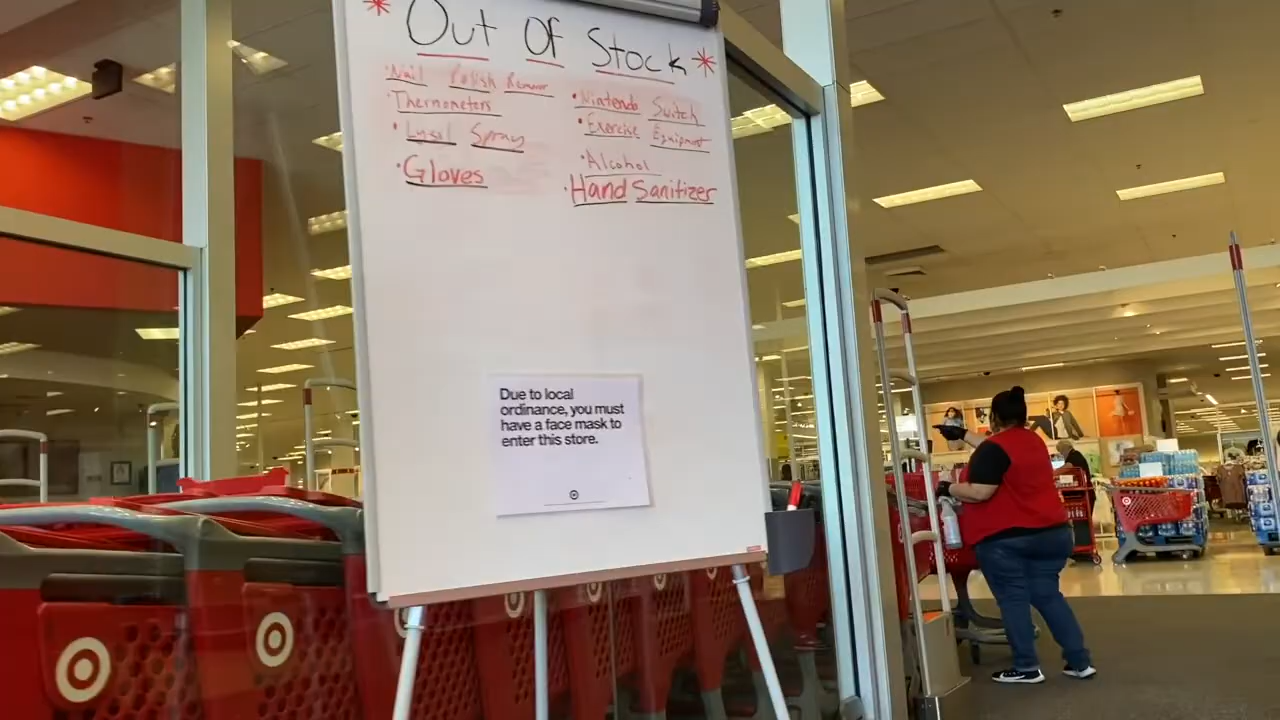 * Out Of Stock *
· Nail Polish Remover
· Thermometers
· Lysol Spray
· Gloves
· Nintendo Switch
· Exercise Equipment
· Alcohol
· Hand Sanitizer
Due to local
ordinance, you must
have a face mask to
enter this store.